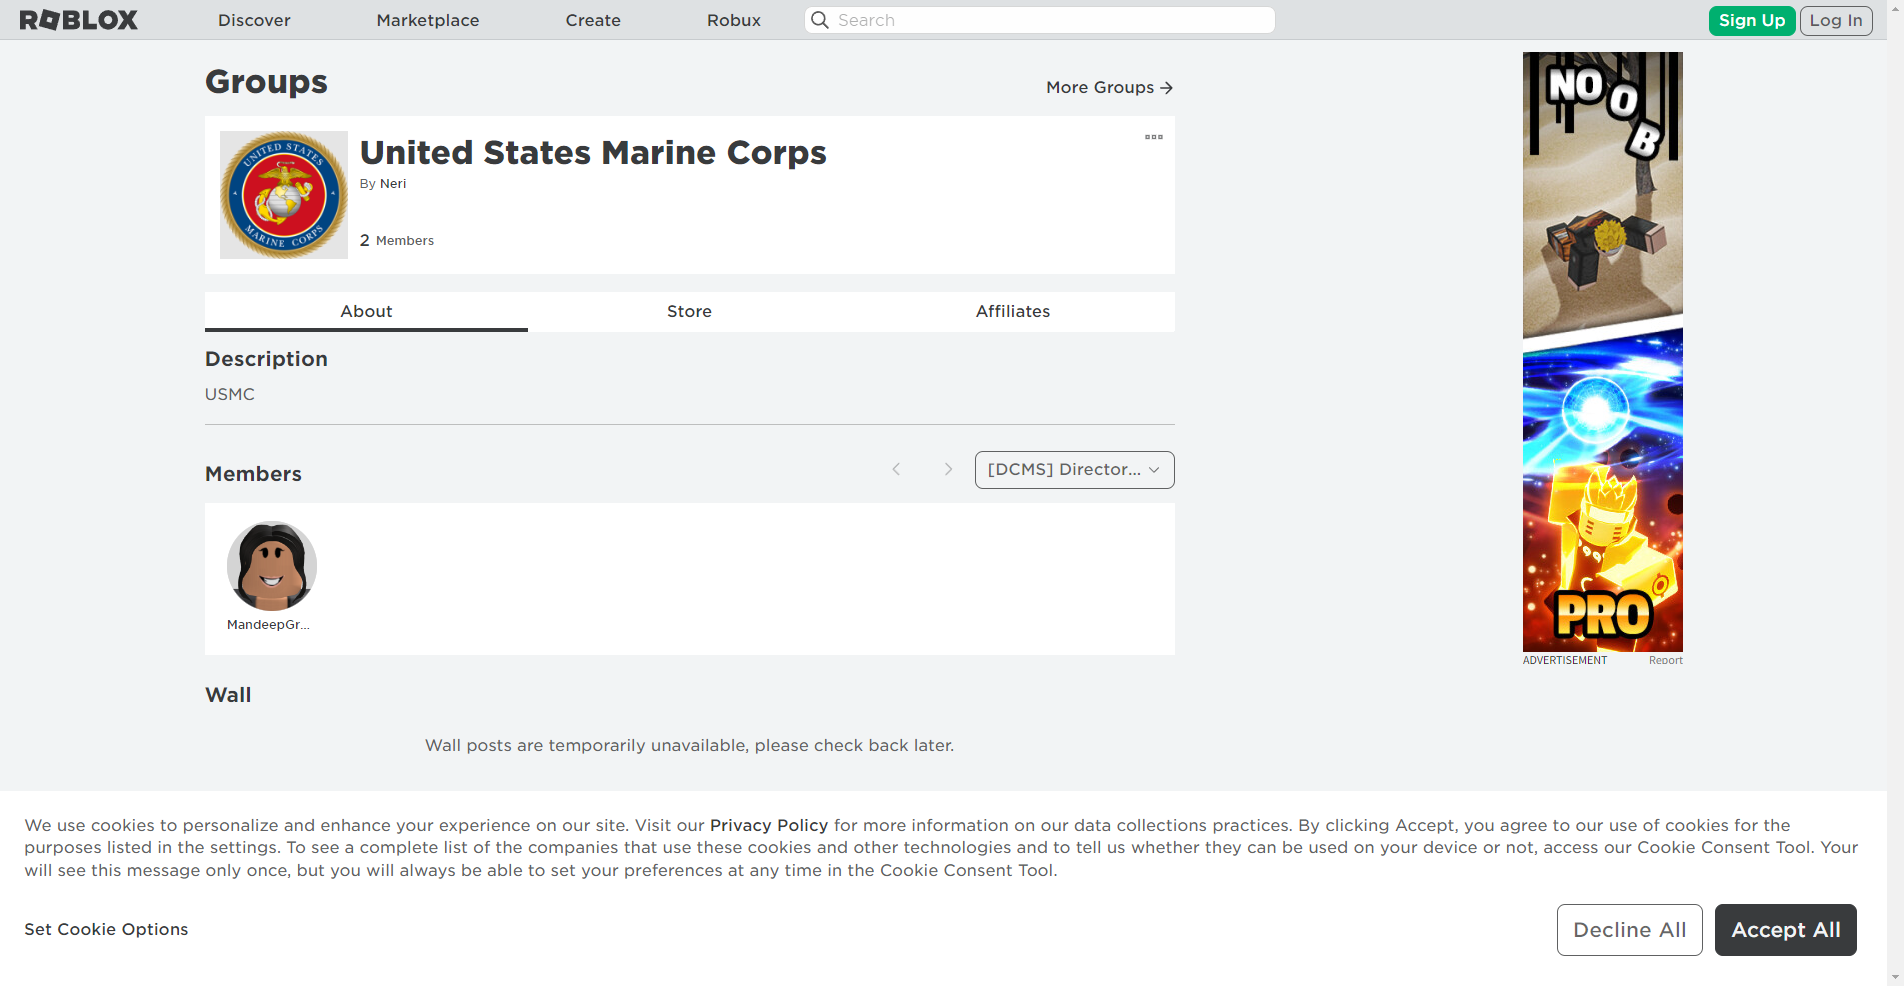 ROBLOX
Discover
Marketplace
Create
Robux
Search
Sign Up
Log In
Groups
More Groups
UNITED STATES
MARINE CORPS
United States Marine Corps
By Neri
2 Members
About
Store
Affiliates
Description
USMC
Members
[DCMS] Director...
MandeepGr...
Wall
Wall posts are temporarily unavailable, please check back later.
NOOB
PRO
ADVERTISEMENT
Report
We use cookies to personalize and enhance your experience on our site. Visit our Privacy Policy for more information on our data collections practices. By clicking Accept, you agree to our use of cookies for the
purposes listed in the settings. To see a complete list of the companies that use these cookies and other technologies and to tell us whether they can be used on your device or not, access our Cookie Consent Tool. Your
will see this message only once, but you will always be able to set your preferences at any time in the Cookie Consent Tool.
Set Cookie Options
Decline All
Accept All